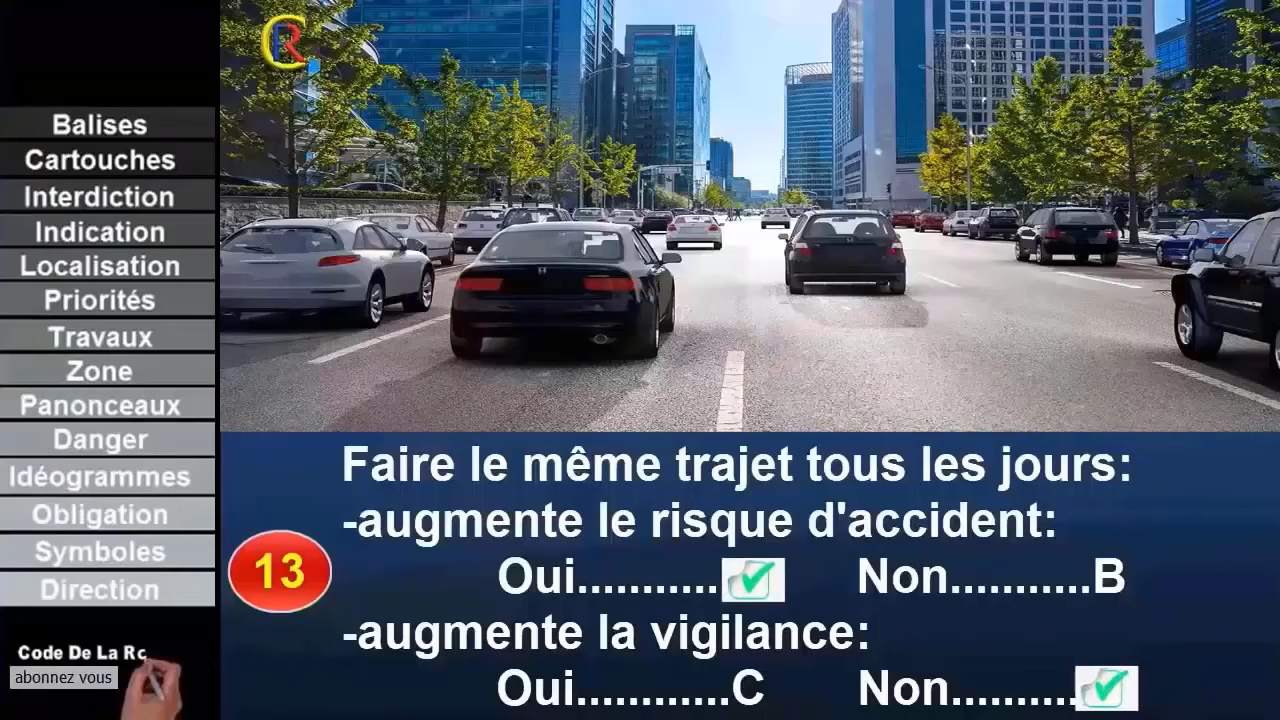 CR
Balises
Cartouches
Interdiction
Indication
Localisation
Priorités
Travaux
Zone
Panonceaux
Danger
Idéogrammes
Obligation
Symboles
Direction
Code De La Rc
abonnez vous
Faire le même trajet tous les jours:
-augmente le risque d'accident:
13
Oui........... Non...........B
-augmente la vigilance:
Oui............C Non..........